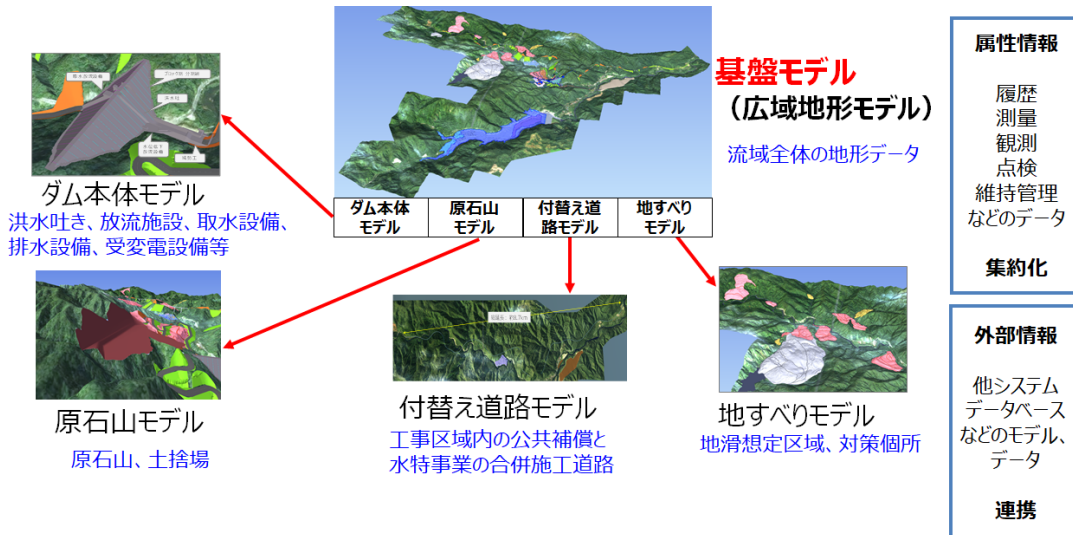 基盤モデル
（広域地形モデル）
流域全体の地形データ
ダム本体
モデル
原石山
モデル
付替え道
路モデル
地すべり
モデル
ダム本体モデル
洪水吐き、放流施設、取水設備、
排水設備、受変電設備等
原石山モデル
原石山、土捨場
付替え道路モデル
工事区域内の公共補償と
水特事業の合併施工道路
地すべりモデル
地滑想定区域、対策個所
属性情報
履歴
測量
観測
点検
維持管理
などのデータ
集約化
外部情報
他システム
データベース
などのモデル、
データ
連携